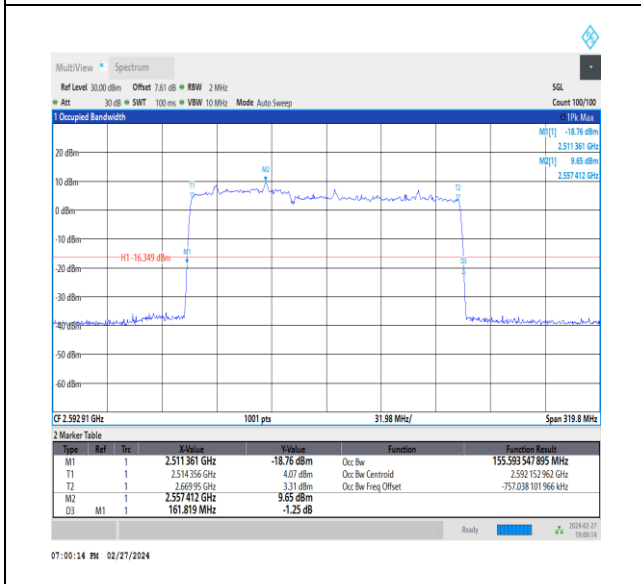 MultiView Spectrum
Ref Level 30.00 dBm Offset 7.61 dB RBW 2 MHz SGL
Att 30 dB SWT 100 ms VBW 10 MHz Mode Auto Sweep Count 100/100
1 Occupied Bandwidth 1Pk Max
M1[1] -18.76 dBm
2.511 361 GHz
M2[1] 9.65 dBm
2.557 412 GHz
20 dBm
M2
10 dBm
T1
T2
0 dBm
-10 dBm
M1
H1 -16.349 dBm
D3
-20 dBm
-30 dBm
-40 dBm
-50 dBm
-60 dBm
CF 2.592 91 GHz 1001 pts 31.98 MHz/ Span 319.8 MHz
2 Marker Table
Type Ref Trc X-Value Y-Value Function Function Result
M1 1 2.511 361 GHz -18.76 dBm Occ Bw 155.593 547 895 MHz
T1 1 2.514 356 GHz 4.07 dBm Occ Bw Centroid 2.592 152 962 GHz
T2 1 2.669 95 GHz 3.31 dBm Occ Bw Freq Offset -757.038 101 966 kHz
M2 1 2.557 412 GHz 9.65 dBm
D3 M1 1 161.819 MHz -1.25 dB
Ready 2024-02-27
19:00:14
07:00:14 PM 02/27/2024